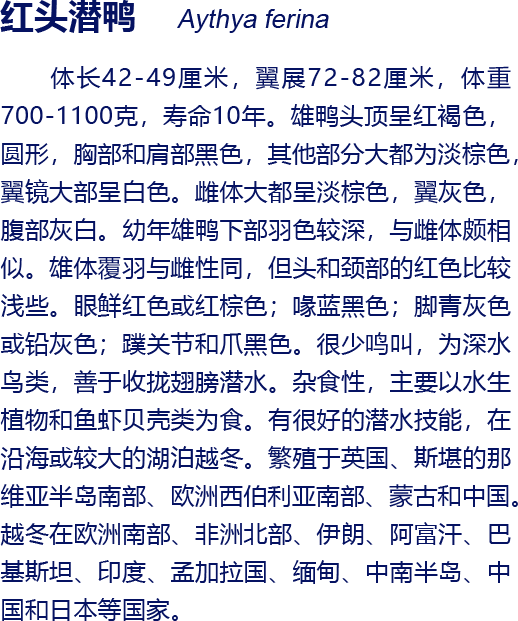 红头潜鸭 Aythya ferina
体长42-49厘米，翼展72-82厘米，体重
700-1100克，寿命10年。雄鸭头顶呈红褐色，
圆形，胸部和肩部黑色，其他部分大都为淡棕色，
翼镜大部呈白色。雌体大都呈淡棕色，翼灰色，
腹部灰白。幼年雄鸭下部羽色较深，与雌体颇相
似。雄体覆羽与雌性同，但头和颈部的红色比较
浅些。眼鲜红色或红棕色；喙蓝黑色；脚青灰色
或铅灰色；蹼关节和爪黑色。很少鸣叫，为深水
鸟类，善于收拢翅膀潜水。杂食性，主要以水生
植物和鱼虾贝壳类为食。有很好的潜水技能，在
沿海或较大的湖泊越冬。繁殖于英国、斯堪的那
维亚半岛南部、欧洲西伯利亚南部、蒙古和中国。
越冬在欧洲南部、非洲北部、伊朗、阿富汗、巴
基斯坦、印度、孟加拉国、缅甸、中南半岛、中
国和日本等国家。